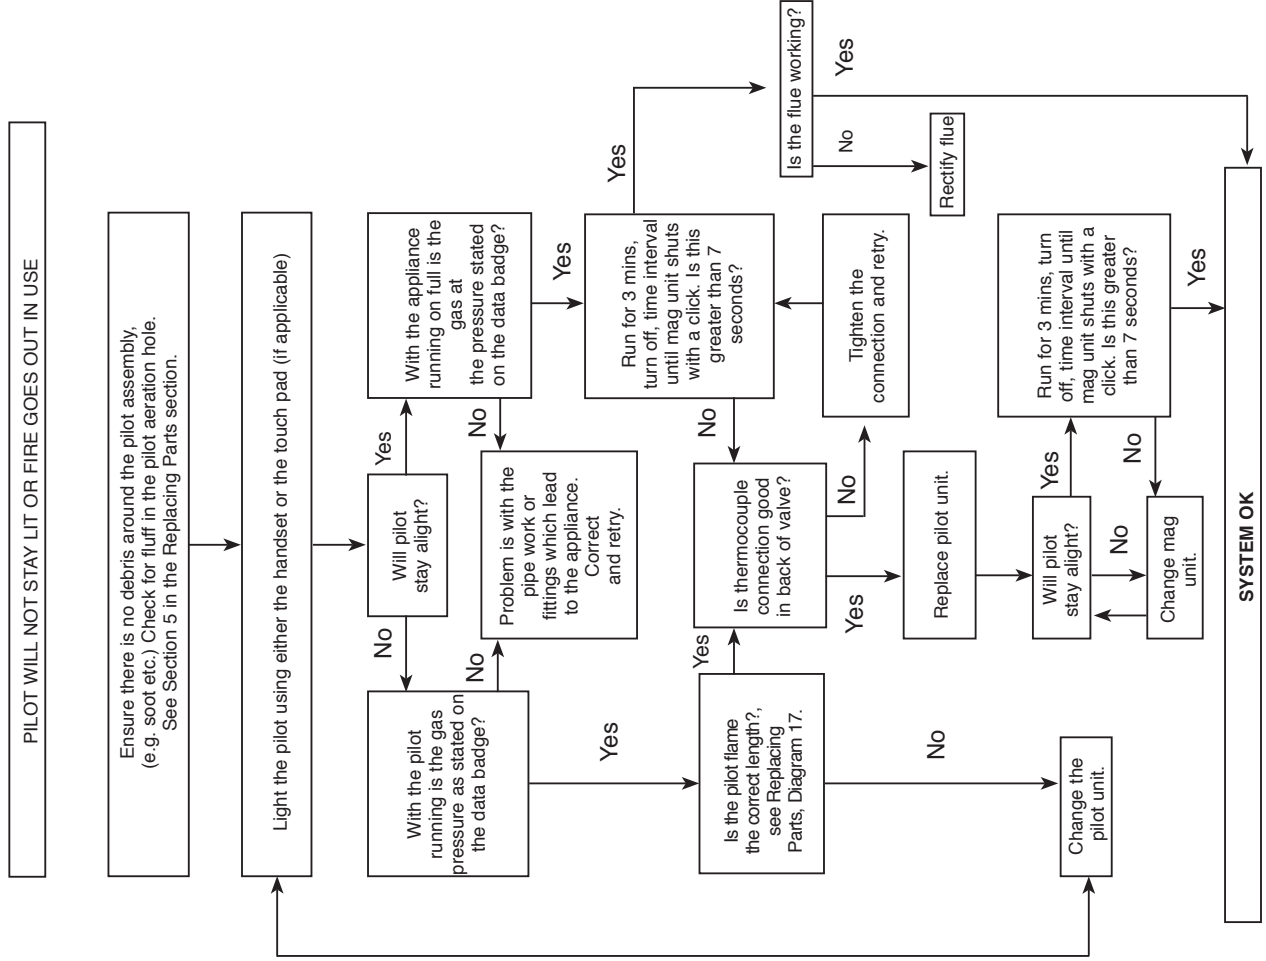 PILOT WILL NOT STAY LIT OR FIRE GOES OUT IN USE
Ensure there is no debris around the pilot assembly,
(e.g. soot etc.) Check for fluff in the pilot aeration hole.
See Section 5 in the Replacing Parts section.
Light the pilot using either the handset or the touch pad (if applicable)
Will pilot
stay alight?
No
Yes
With the pilot
running is the gas
pressure as stated on
the data badge?
With the appliance
running on full is the
gas at
the pressure stated
on the data badge?
No
No
Problem is with the
pipe work or
fittings which lead
to the appliance.
Correct
and retry.
Yes
Yes
Run for 3 mins,
turn off, time interval
until mag unit shuts
with a click. Is this
greater than 7
seconds?
Yes
Is the pilot flame
the correct length?,
see Replacing
Parts, Diagram 17.
Yes
No
Is thermocouple
connection good
in back of valve?
Is the flue working?
No
Yes
Rectify flue
No
Tighten the
connection and retry.
Yes
Replace pilot unit.
No
Change the
pilot unit.
Will pilot
stay alight?
Yes
Run for 3 mins, turn
off, time interval until
mag unit shuts with a
click. Is this greater
than 7 seconds?
No
No
Change mag
unit.
Yes
SYSTEM OK